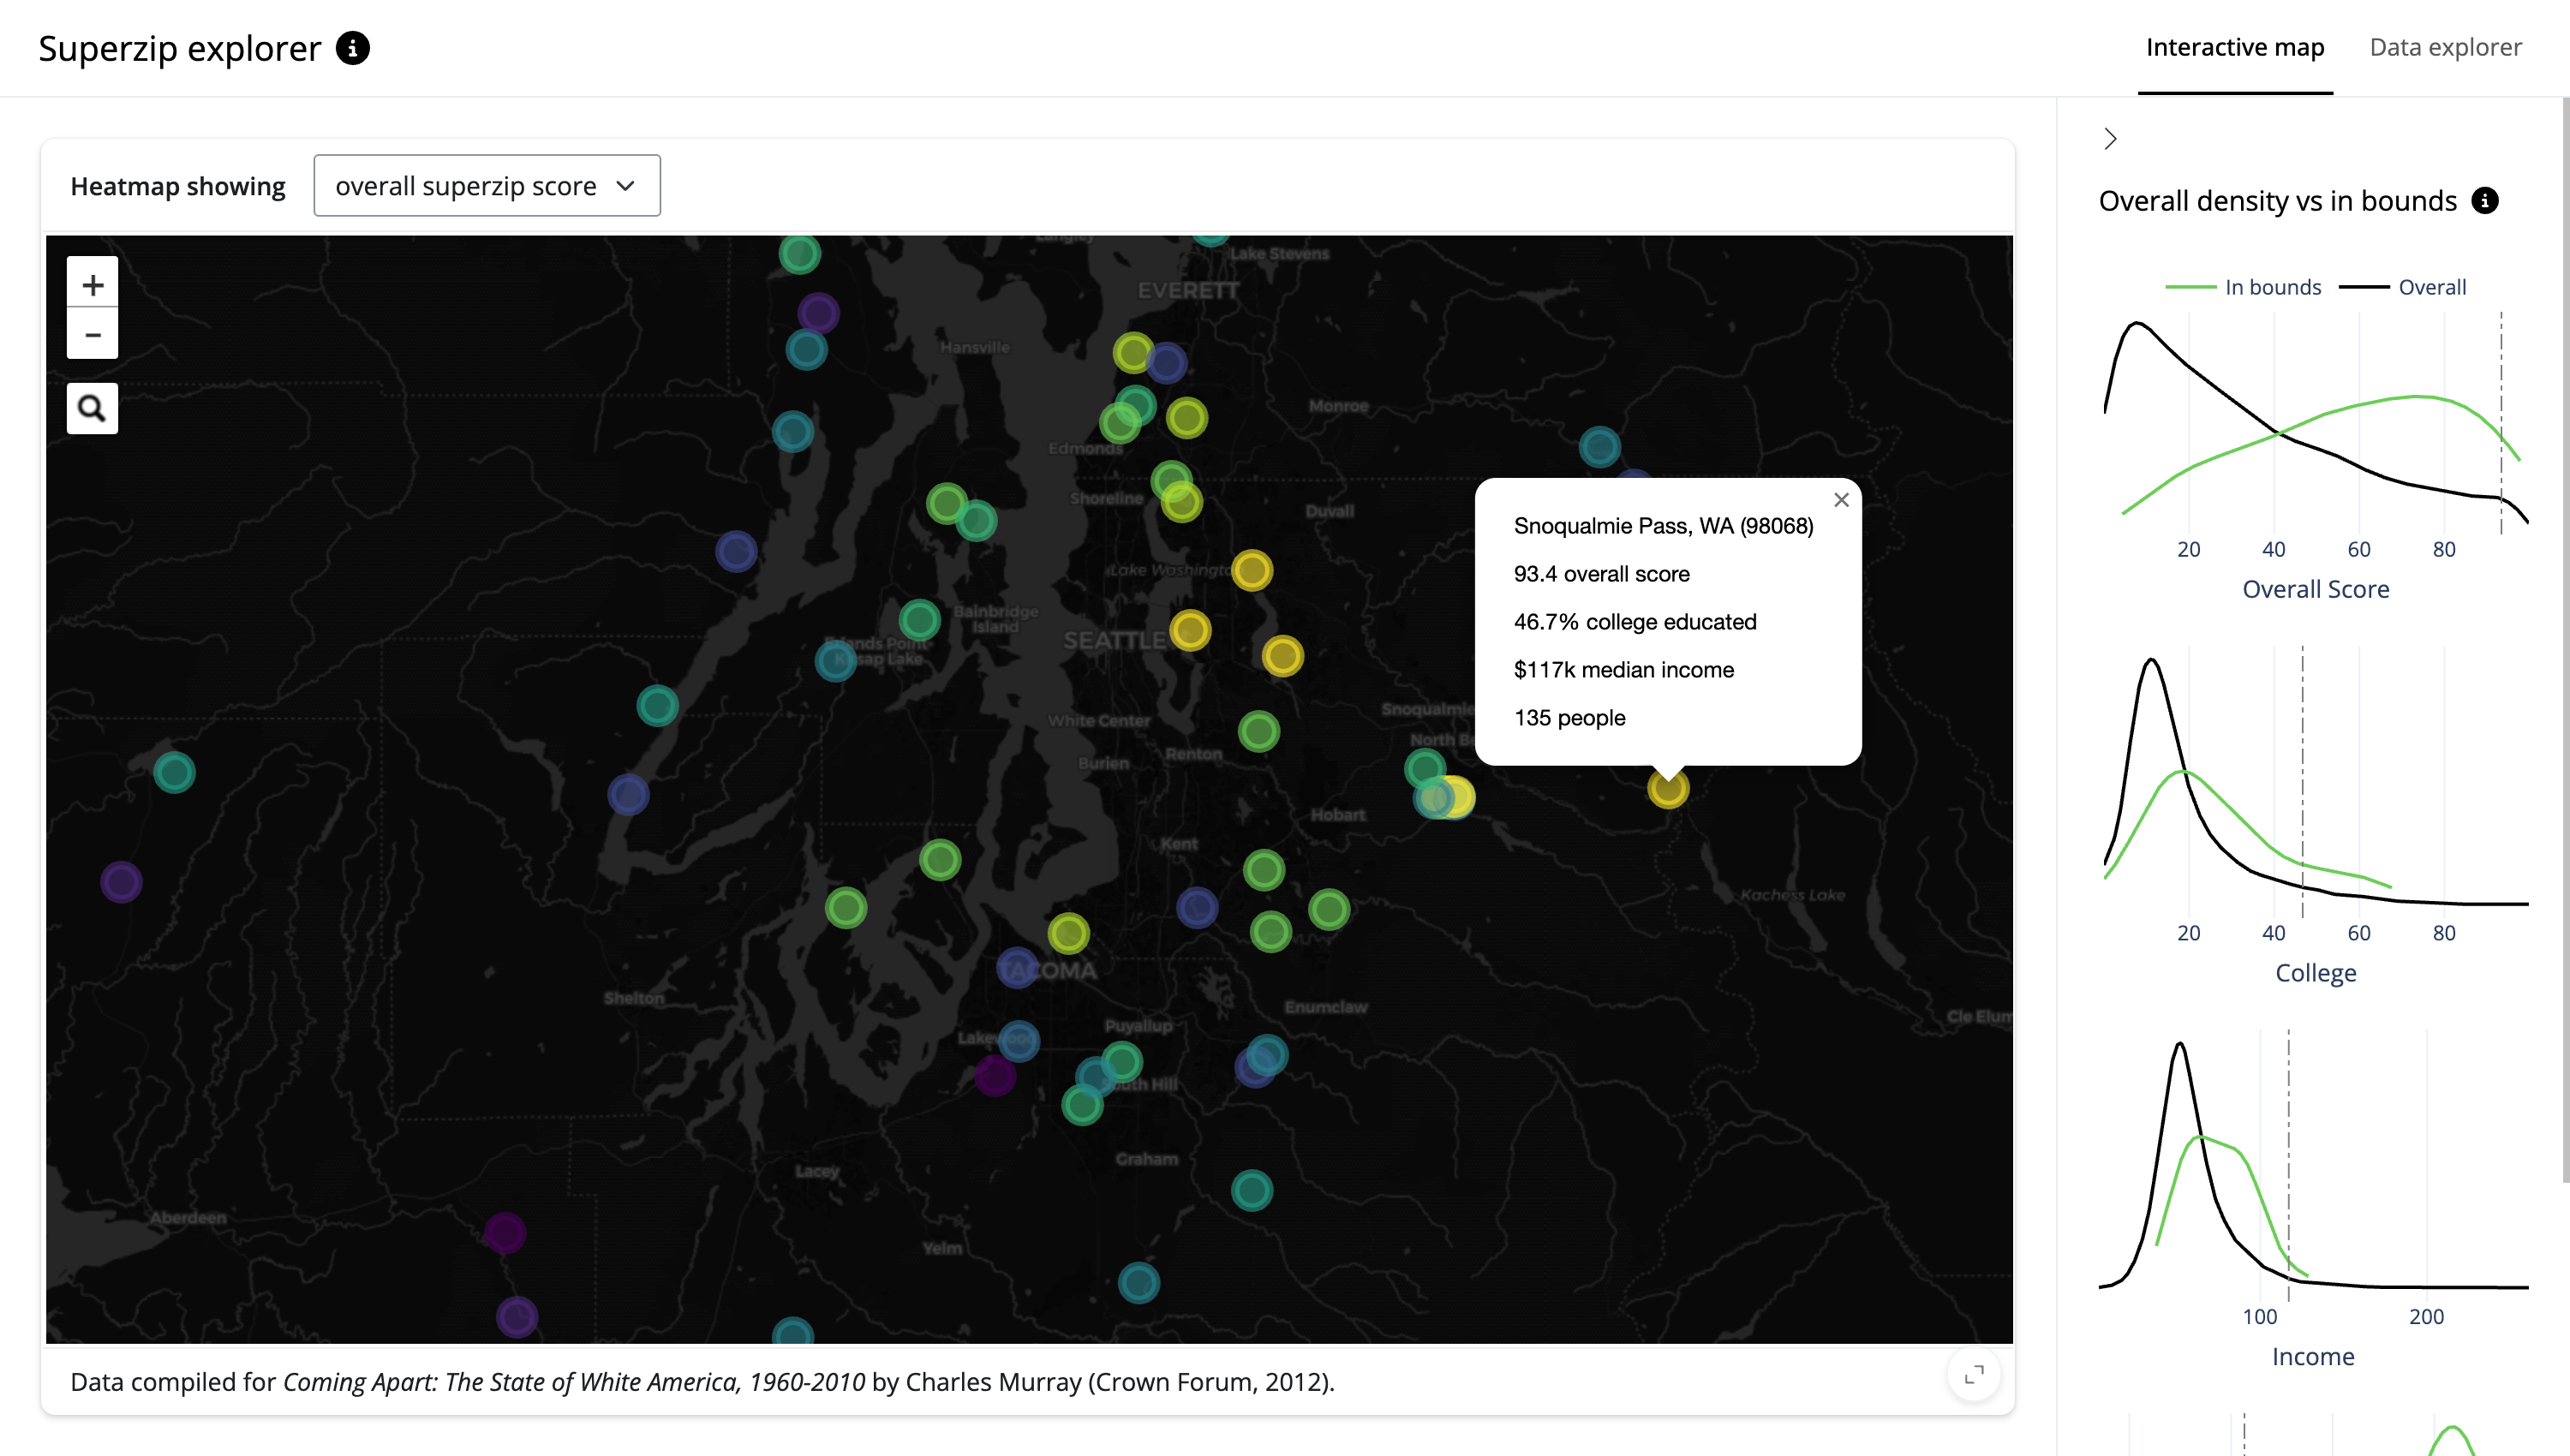 Superzip explorer
Interactive map
Data explorer
Heatmap showing
overall superzip score
+
−
Lake Stevens
EVERETT
Hansville
Monroe
Edmonds
Shoreline
Duvall
Lake Washington
Bainbridge
Island
SEATTLE
Kitsap Lake
White Center
Snoqualmie
North B
Renton
Burien
Hobart
Kent
Kachess Lake
TACOMA
Shelton
Enumclaw
Cle Elum
Puyallup
Lakewood
South Hill
Graham
Lacey
Aberdeen
Yelm
Snoqualmie Pass, WA (98068)
93.4 overall score
46.7% college educated
$117k median income
135 people
×
Data compiled for Coming Apart: The State of White America, 1960-2010 by Charles Murray (Crown Forum, 2012).
Overall density vs in bounds
In bounds
Overall
20 40 60 80
Overall Score
20 40 60 80
College
100 200
Income